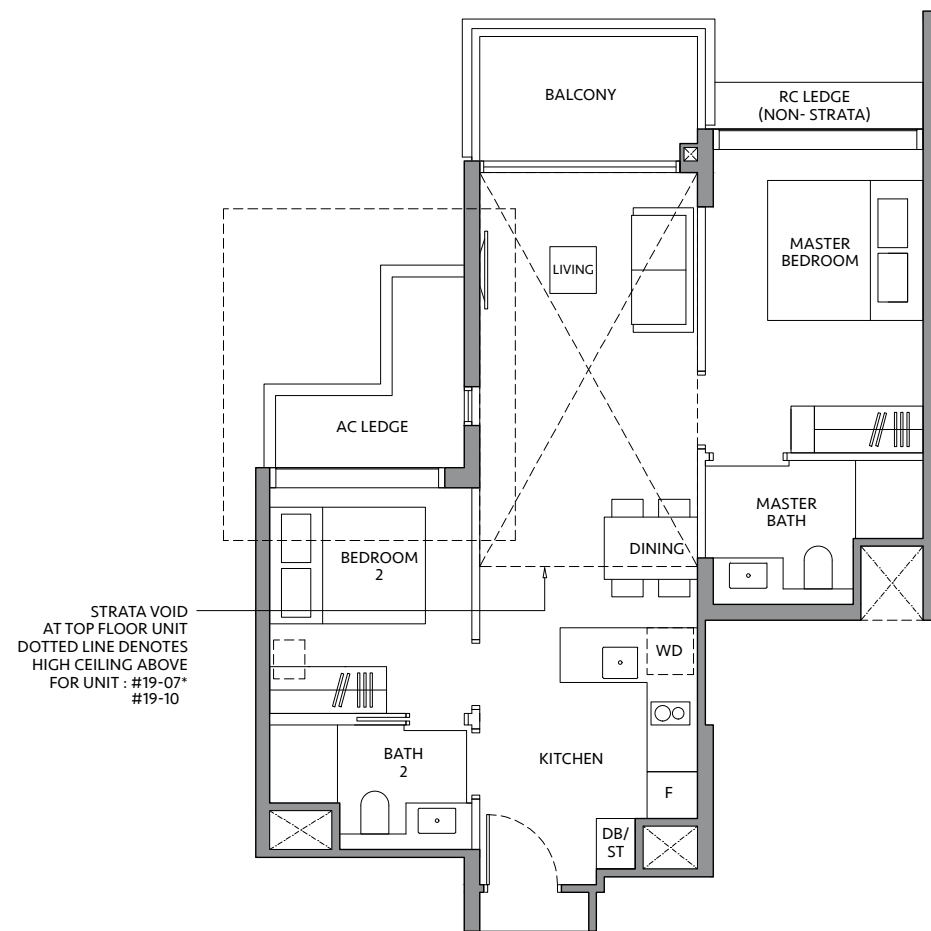 BALCONY
RC LEDGE
(NON- STRATA)
MASTER
BEDROOM
LIVING
AC LEDGE
MASTER
BATH
DINING
BEDROOM
2
STRATA VOID
AT TOP FLOOR UNIT
DOTTED LINE DENOTES
HIGH CEILING ABOVE
FOR UNIT : #19-07*
#19-10
WD
KITCHEN
BATH
2
F
DB/
ST